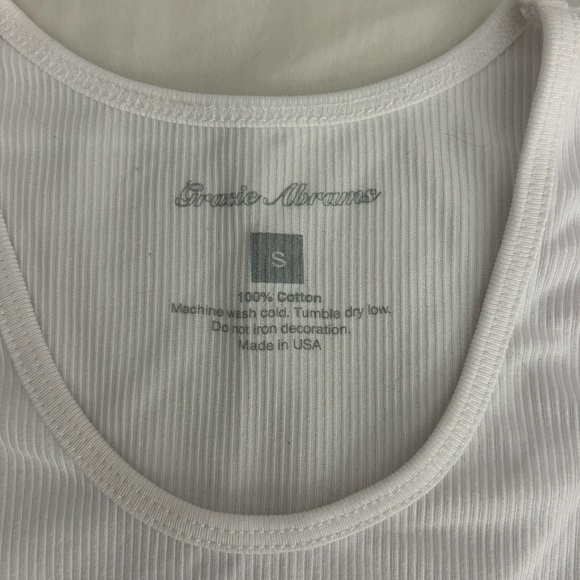 Gracie Abrams
S
100% Cotton
Machine wash cold. Tumble dry low.
Do not iron decoration.
Made in USA